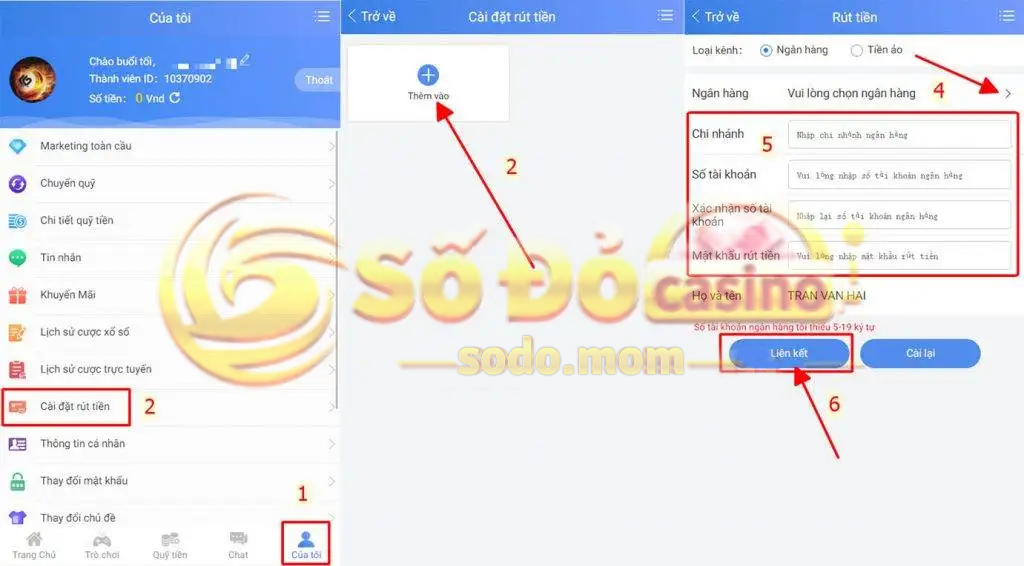 Của tôi
Chào buổi tối,
Thành viên ID: 10370902
Số tiền: 0 Vnd
Thoát
Marketing toàn cầu
Chuyển quỹ
Chi tiết quỹ tiền
Tin nhắn
Khuyến Mãi
Lịch sử cược xổ số
Lịch sử cược trực tuyến
Cài đặt rút tiền
2
Thông tin cá nhân
Thay đổi mật khẩu
Thay đổi chủ đề
1
Trang Chủ
Trò chơi
Quỹ tiền
Chat
Của tôi
Trở về
Cài đặt rút tiền
Thêm vào
2
Trở về
Rút tiền
Loại kênh:
Ngân hàng
Tiền ảo
Ngân hàng
Vui lòng chọn ngân hàng
4
Chi nhánh
5
Nhập chi nhánh ngân hàng
Số tài khoản
Vui lòng nhập số tài khoản ngân hàng
Xác nhận số tài
khoản
Nhập lại số tài khoản ngân hàng
Mật khẩu rút tiền
Vui lòng nhập mật khẩu rút tiền
Họ và tên
TRAN VAN HAI
Số tài khoản ngân hàng tối thiểu 5-19 ký tự
Liên kết
Cài lại
6
SỐ ĐỎ
casino
sodo.mom